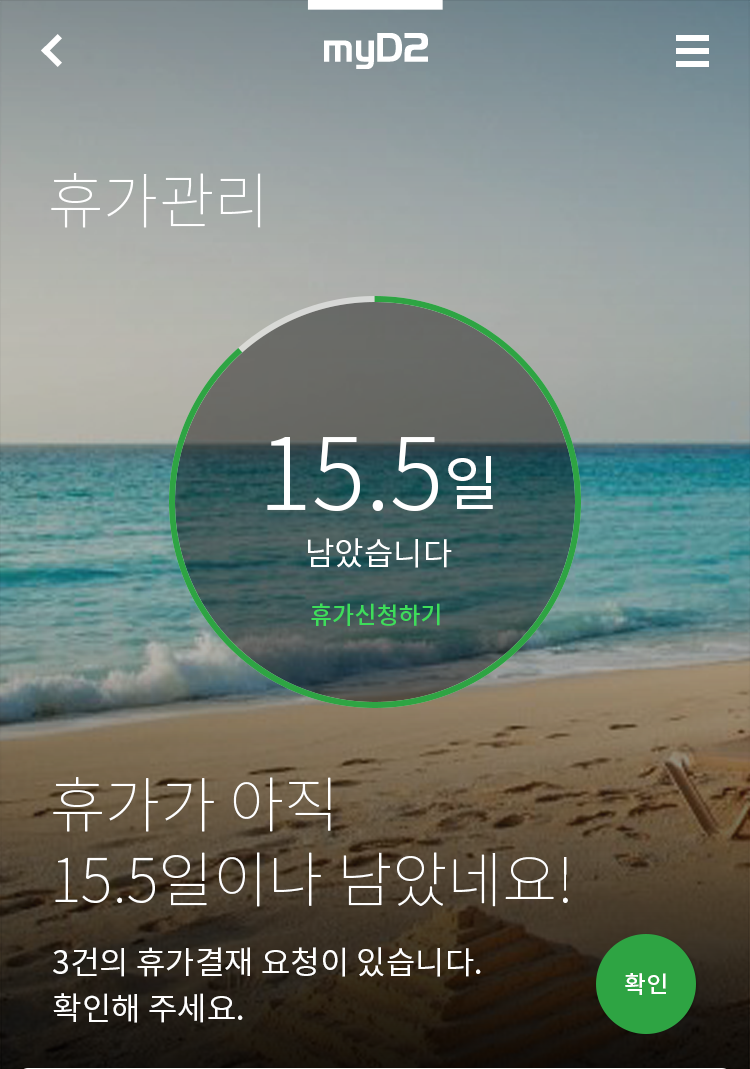 myD2
휴가관리
15.5일
남았습니다
휴가신청하기
휴가가 아직
15.5일이나 남았네요!
3건의 휴가결재 요청이 있습니다.
확인해 주세요.
확인